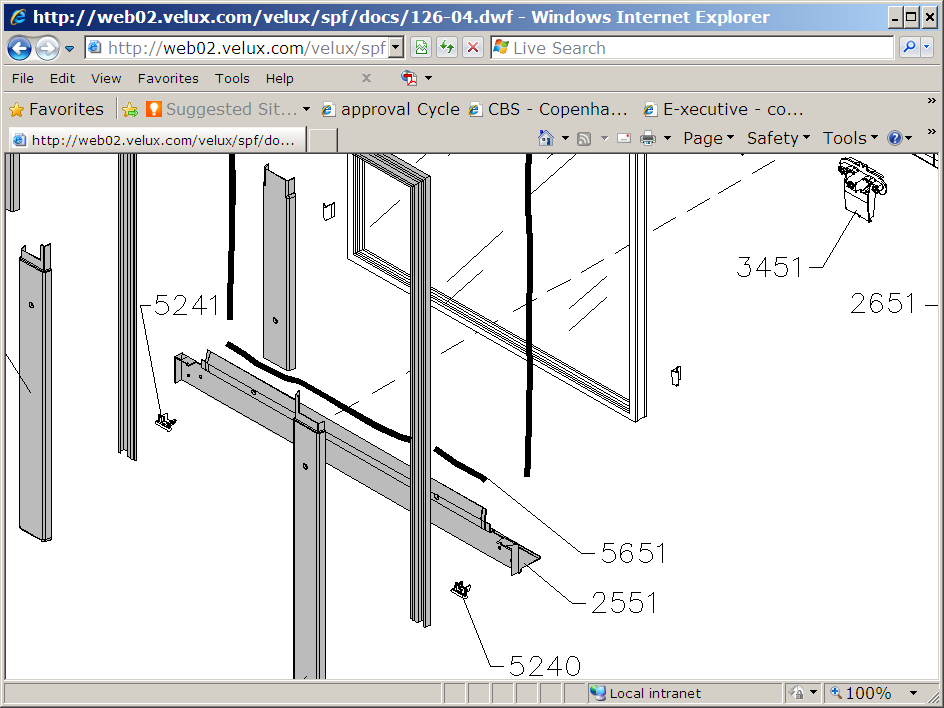 http://web02.velux.com/velux/spf/docs/126-04.dwf - Windows Internet Explorer
http://web02.velux.com/velux/spf Live Search
File Edit View Favorites Tools Help x
Favorites Suggested Sit... approval Cycle CBS - Copenha... E-xecutive - co... »
http://web02.velux.com/velux/spf/do... Page Safety Tools »
3451
2651
5241
5651
2551
5240
Local intranet 100%